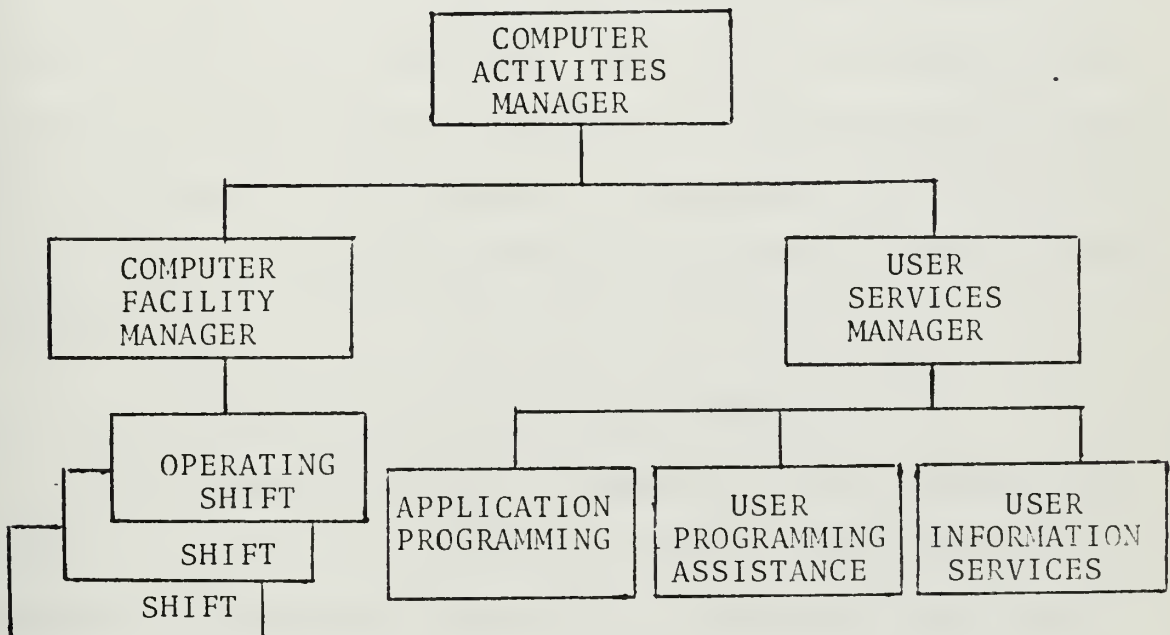 COMPUTER
ACTIVITIES
MANAGER
COMPUTER
FACILITY
MANAGER
USER
SERVICES
MANAGER
OPERATING
SHIFT
SHIFT
SHIFT
APPLICATION
PROGRAMMING
USER
PROGRAMMING
ASSISTANCE
USER
INFORMATION
SERVICES